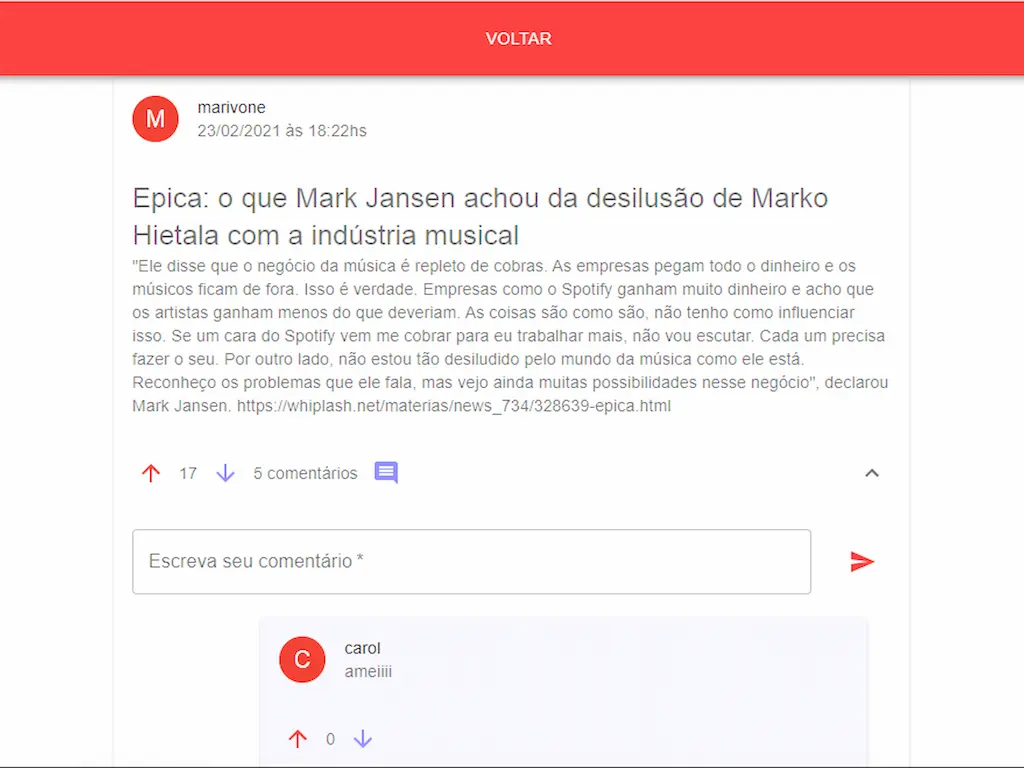 VOLTAR
M
marivone
23/02/2021 às 18:22hs
Epica: o que Mark Jansen achou da desilusão de Marko
Hietala com a indústria musical
"Ele disse que o negócio da música é repleto de cobras. As empresas pegam todo o dinheiro e os
músicos ficam de fora. Isso é verdade. Empresas como o Spotify ganham muito dinheiro e acho que
os artistas ganham menos do que deveriam. As coisas são como são, não tenho como influenciar
isso. Se um cara do Spotify vem me cobrar para eu trabalhar mais, não vou escutar. Cada um precisa
fazer o seu. Por outro lado, não estou tão desiludido pelo mundo da música como ele está.
Reconheço os problemas que ele fala, mas vejo ainda muitas possibilidades nesse negócio", declarou
Mark Jansen. https://whiplash.net/materias/news_734/328639-epica.html
17 5 comentários
Escreva seu comentário *
C
carol
ameiiii
0